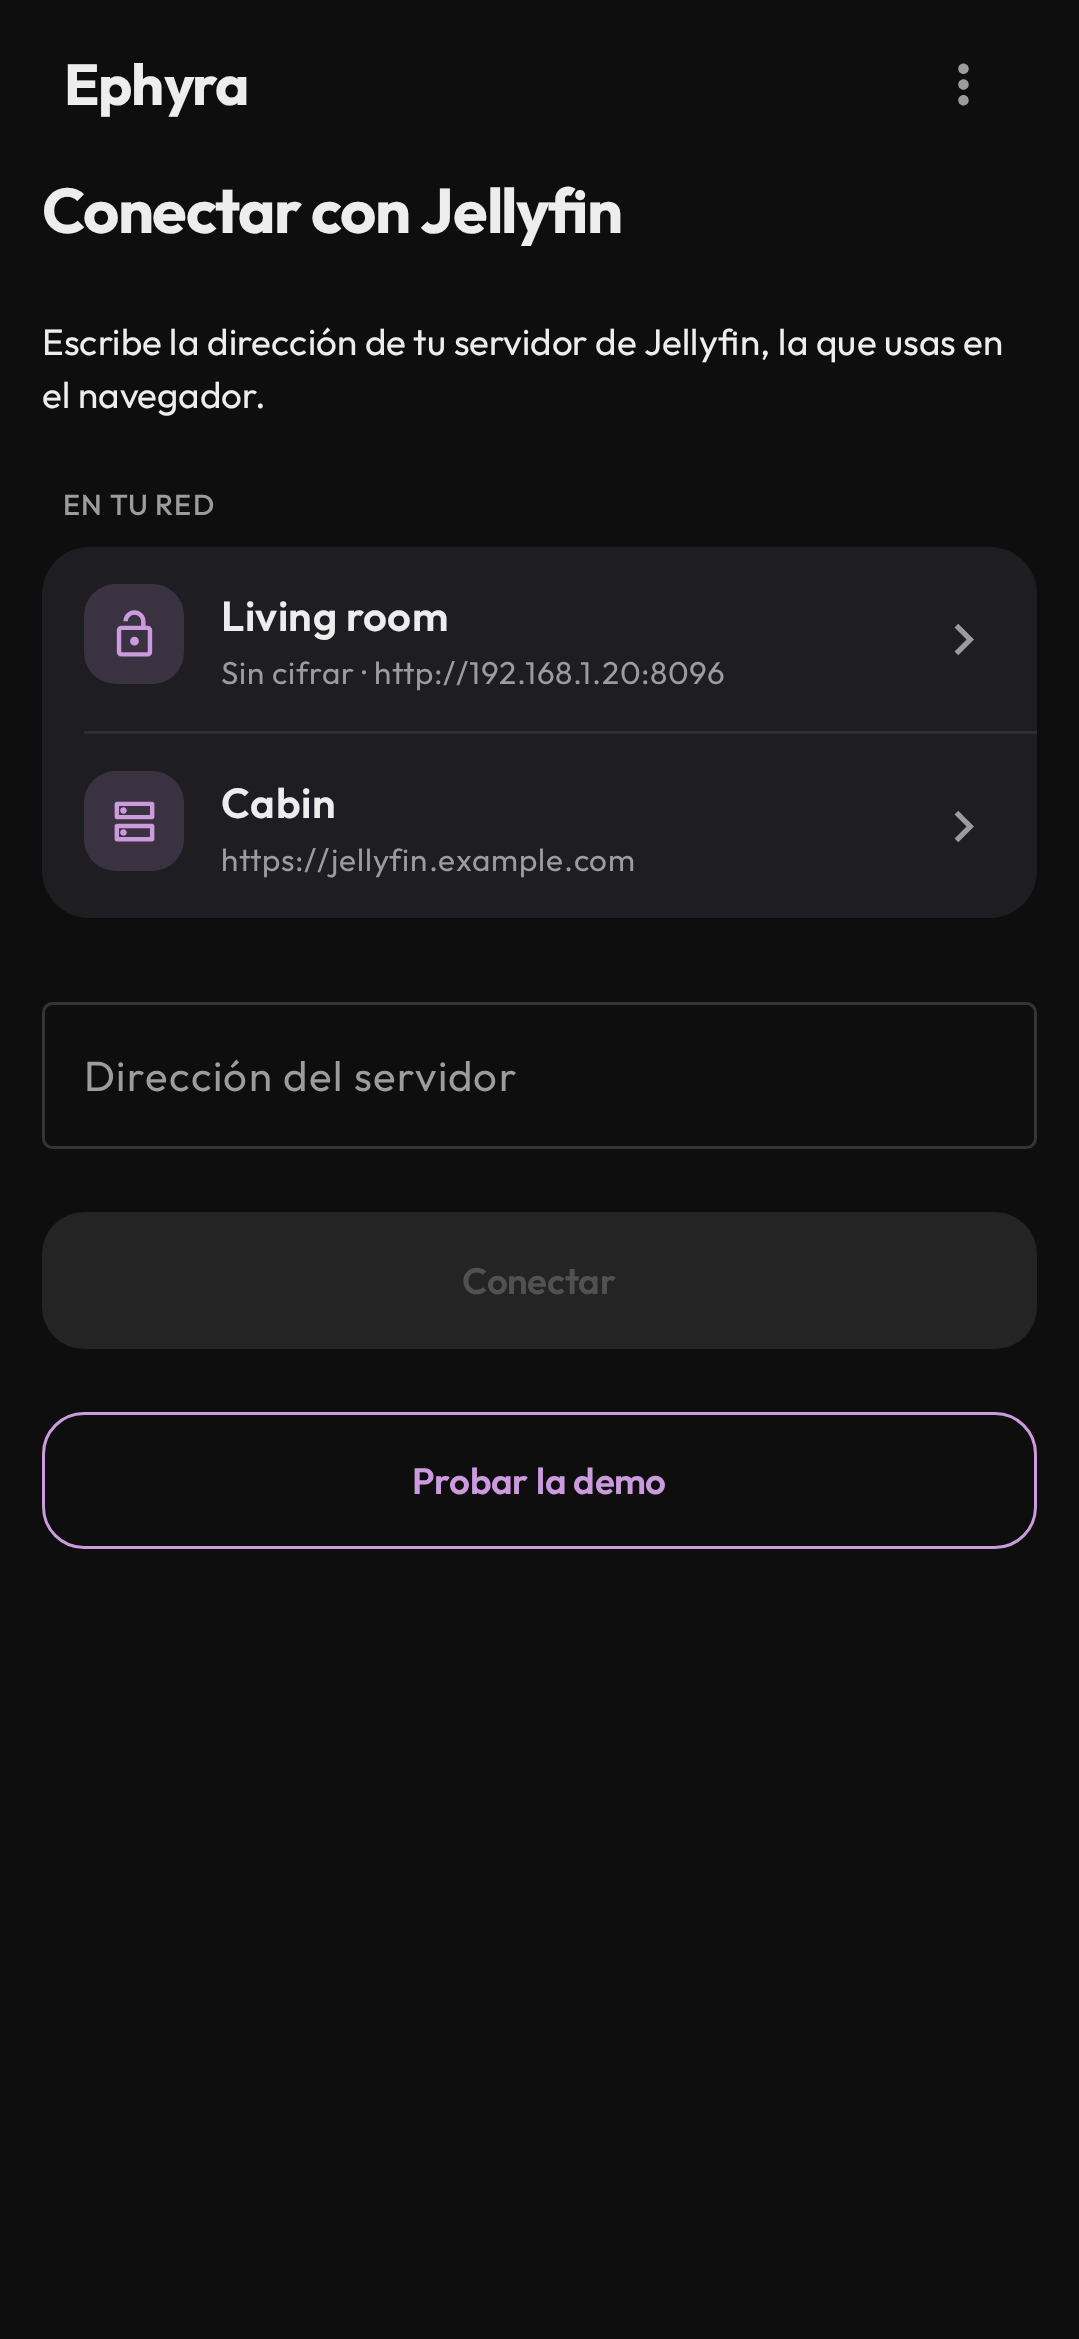 Ephyra
Conectar con Jellyfin
Escribe la dirección de tu servidor de Jellyfin, la que usas en
el navegador.
EN TU RED
Living room
Sin cifrar · http://192.168.1.20:8096
Cabin
https://jellyfin.example.com
Dirección del servidor
Conectar
Probar la demo